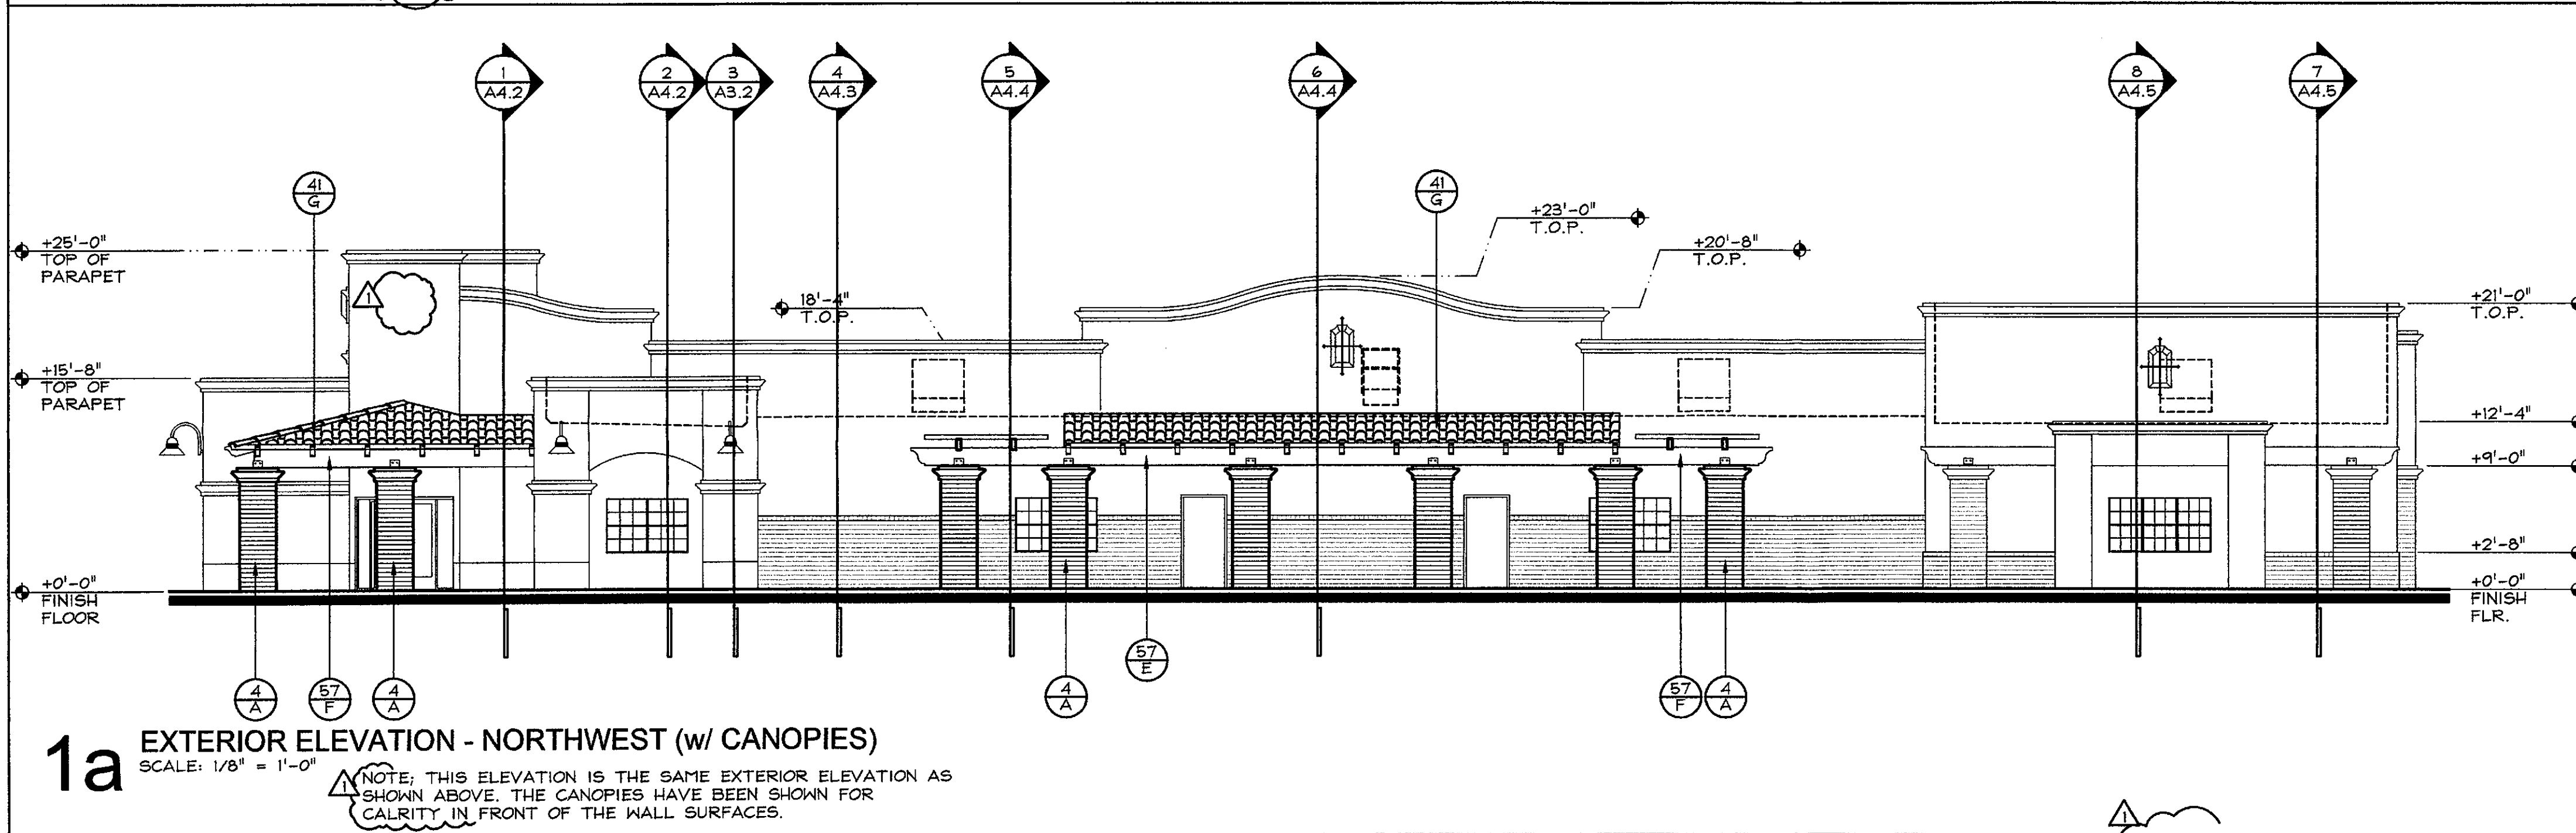 1
A4.2
2
A4.2
3
A3.2
4
A4.3
5
A4.4
6
A4.4
8
A4.5
7
A4.5
41
G
41
G
+25'-0"
TOP OF
PARAPET
+23'-0"
T.O.P.
+20'-8"
T.O.P.
18'-4"
T.O.P.
1
+21'-0"
T.O.P.
+15'-8"
TOP OF
PARAPET
+12'-4"
+9'-0"
+2'-8"
+0'-0"
FINISH
FLOOR
+0'-0"
FINISH
FLR.
4
A
57
F
4
A
4
A
57
E
57
F
4
A
1a EXTERIOR ELEVATION - NORTHWEST (w/ CANOPIES)
SCALE: 1/8" = 1'-0"
1 NOTE; THIS ELEVATION IS THE SAME EXTERIOR ELEVATION AS
SHOWN ABOVE. THE CANOPIES HAVE BEEN SHOWN FOR
CALRITY IN FRONT OF THE WALL SURFACES.
1